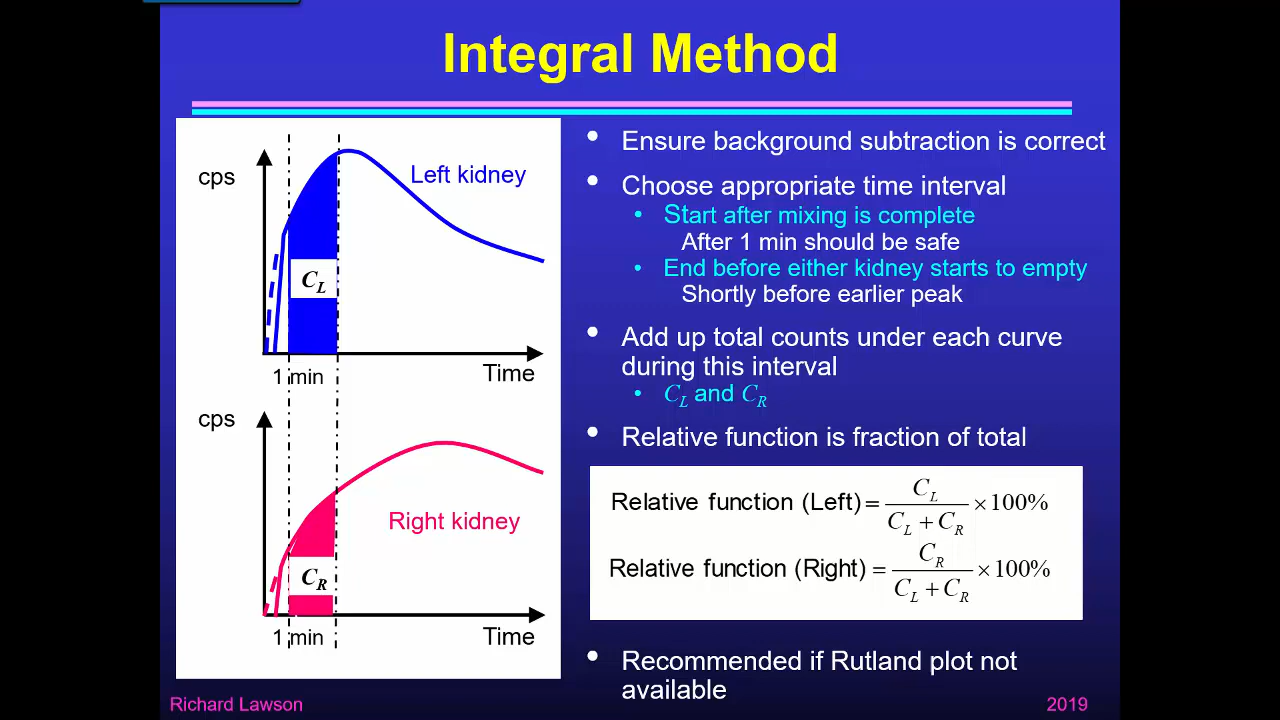 Integral Method
cps
Left kidney
C_L
1 min
Time
cps
Right kidney
C_R
1 min
Time
• Ensure background subtraction is correct
• Choose appropriate time interval
• Start after mixing is complete
After 1 min should be safe
• End before either kidney starts to empty
Shortly before earlier peak
• Add up total counts under each curve
during this interval
• C_L and C_R
• Relative function is fraction of total
Relative function (Left) = C_L / (C_L + C_R) × 100%
Relative function (Right) = C_R / (C_L + C_R) × 100%
• Recommended if Rutland plot not
available
Richard Lawson
2019